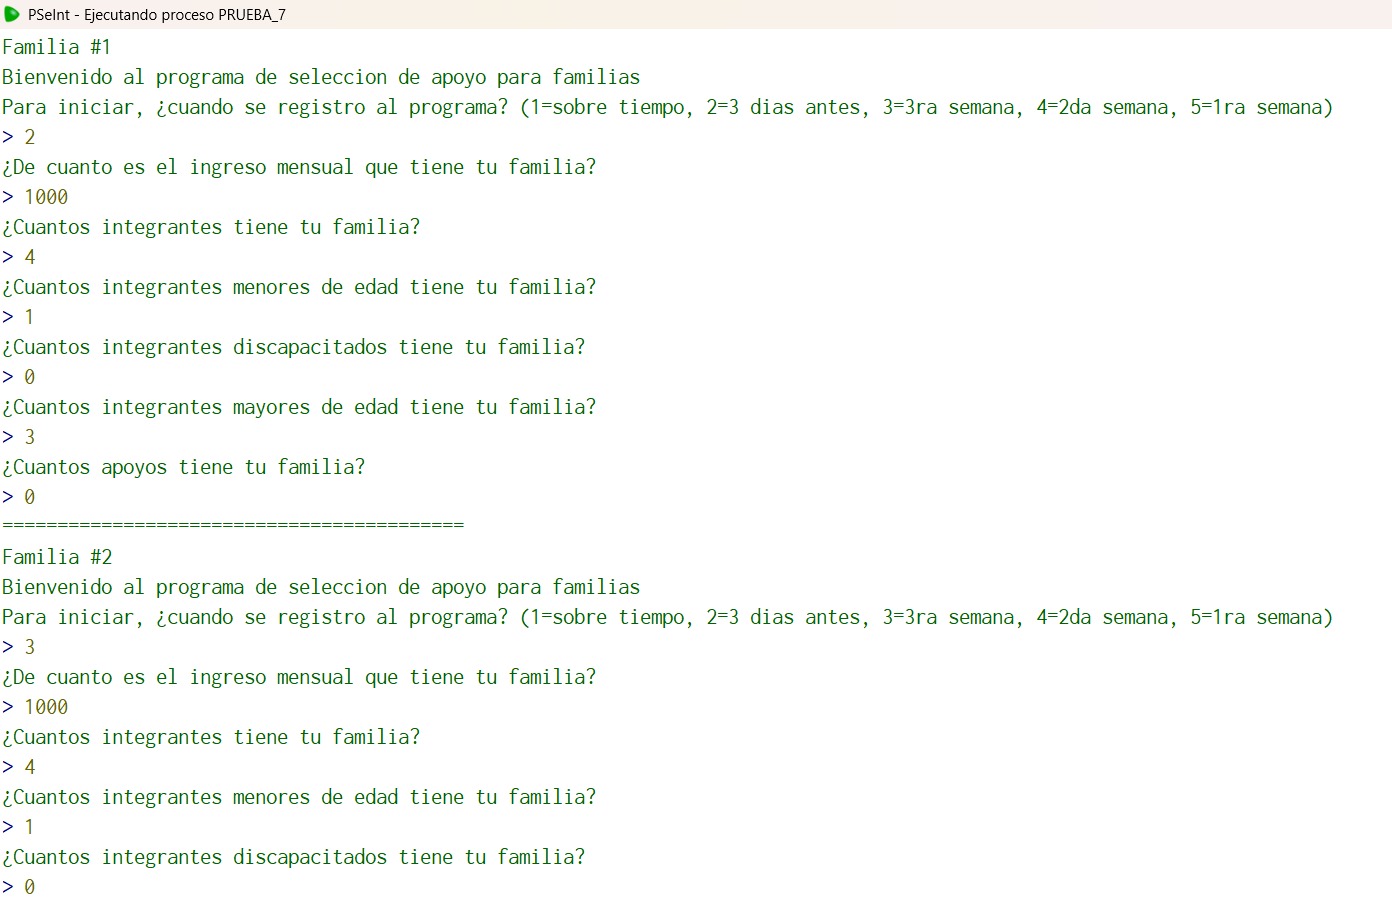 PSeInt - Ejecutando proceso PRUEBA_7
Familia #1
Bienvenido al programa de seleccion de apoyo para familias
Para iniciar, ¿cuando se registro al programa? (1=sobre tiempo, 2=3 dias antes, 3=3ra semana, 4=2da semana, 5=1ra semana)
> 2
¿De cuanto es el ingreso mensual que tiene tu familia?
> 1000
¿Cuantos integrantes tiene tu familia?
> 4
¿Cuantos integrantes menores de edad tiene tu familia?
> 1
¿Cuantos integrantes discapacitados tiene tu familia?
> 0
¿Cuantos integrantes mayores de edad tiene tu familia?
> 3
¿Cuantos apoyos tiene tu familia?
> 0
==========================================
Familia #2
Bienvenido al programa de seleccion de apoyo para familias
Para iniciar, ¿cuando se registro al programa? (1=sobre tiempo, 2=3 dias antes, 3=3ra semana, 4=2da semana, 5=1ra semana)
> 3
¿De cuanto es el ingreso mensual que tiene tu familia?
> 1000
¿Cuantos integrantes tiene tu familia?
> 4
¿Cuantos integrantes menores de edad tiene tu familia?
> 1
¿Cuantos integrantes discapacitados tiene tu familia?
> 0